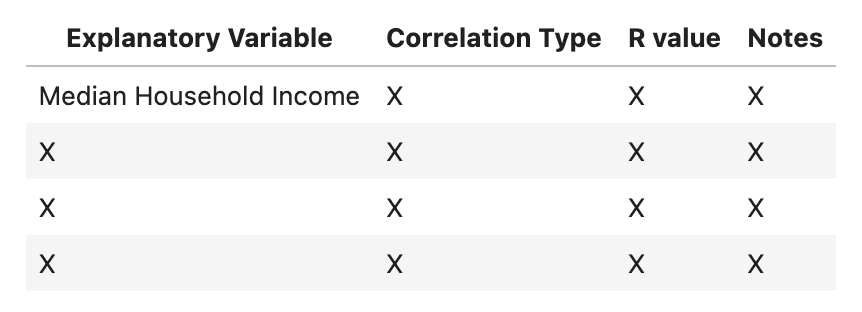 Explanatory Variable Correlation Type R value Notes
Median Household Income X X X
X X X X
X X X X
X X X X